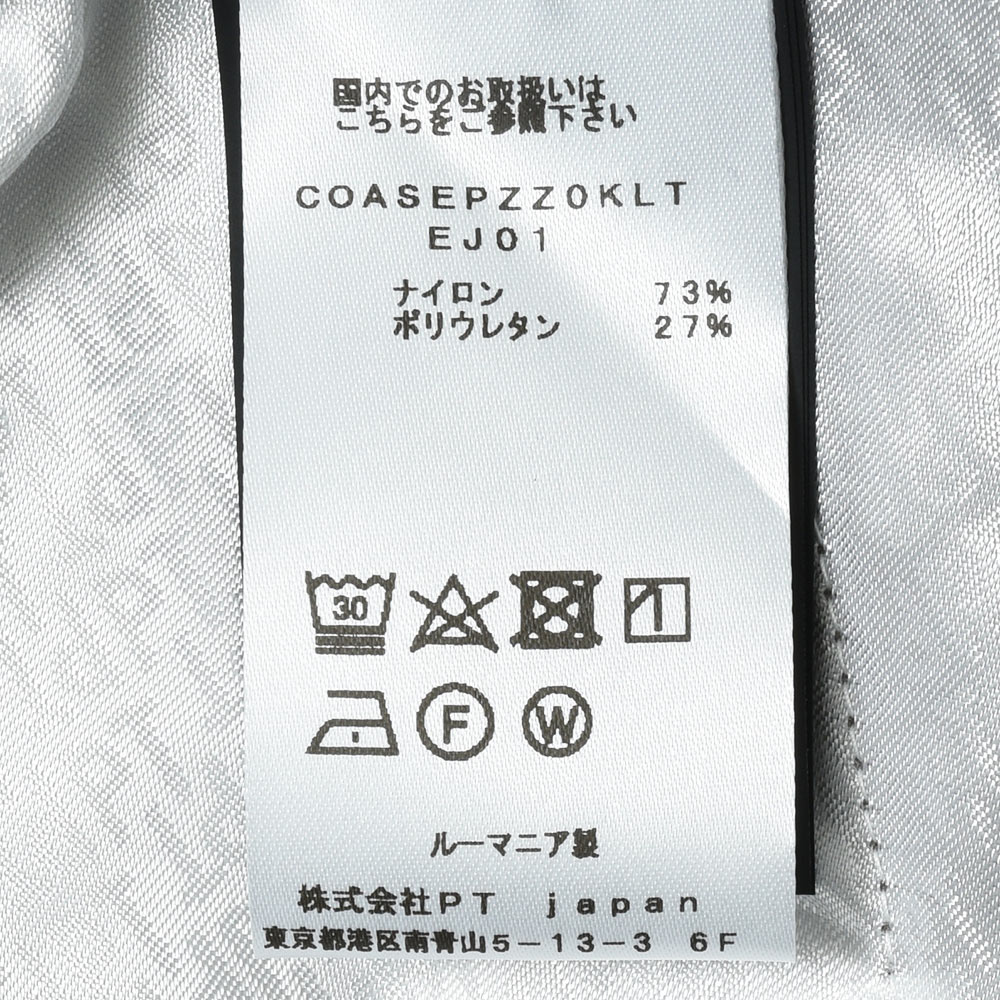 国内でのお取扱いは
こちらをご参照下さい
COASEPZZ0KLT
EJ01
ナイロン 73%
ポリウレタン 27%
30
F W
ルーマニア製
株式会社PT japan
東京都港区南青山5-13-3 6F